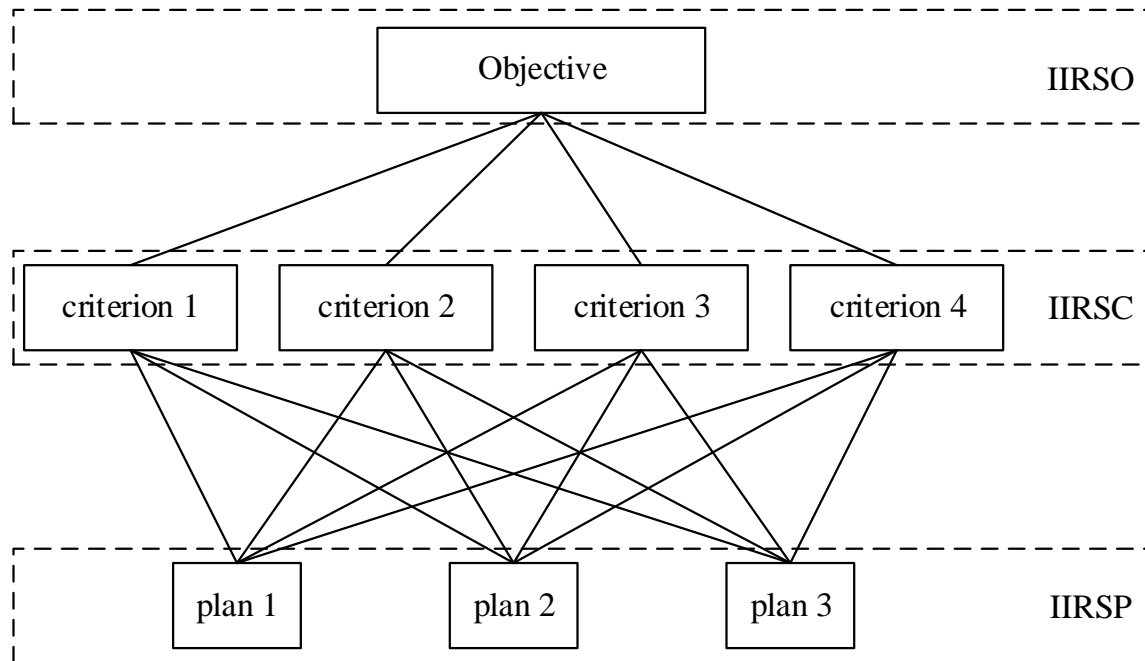 Objective
IIRSO
criterion 1
criterion 2
criterion 3
criterion 4
IIRSC
plan 1
plan 2
plan 3
IIRSP